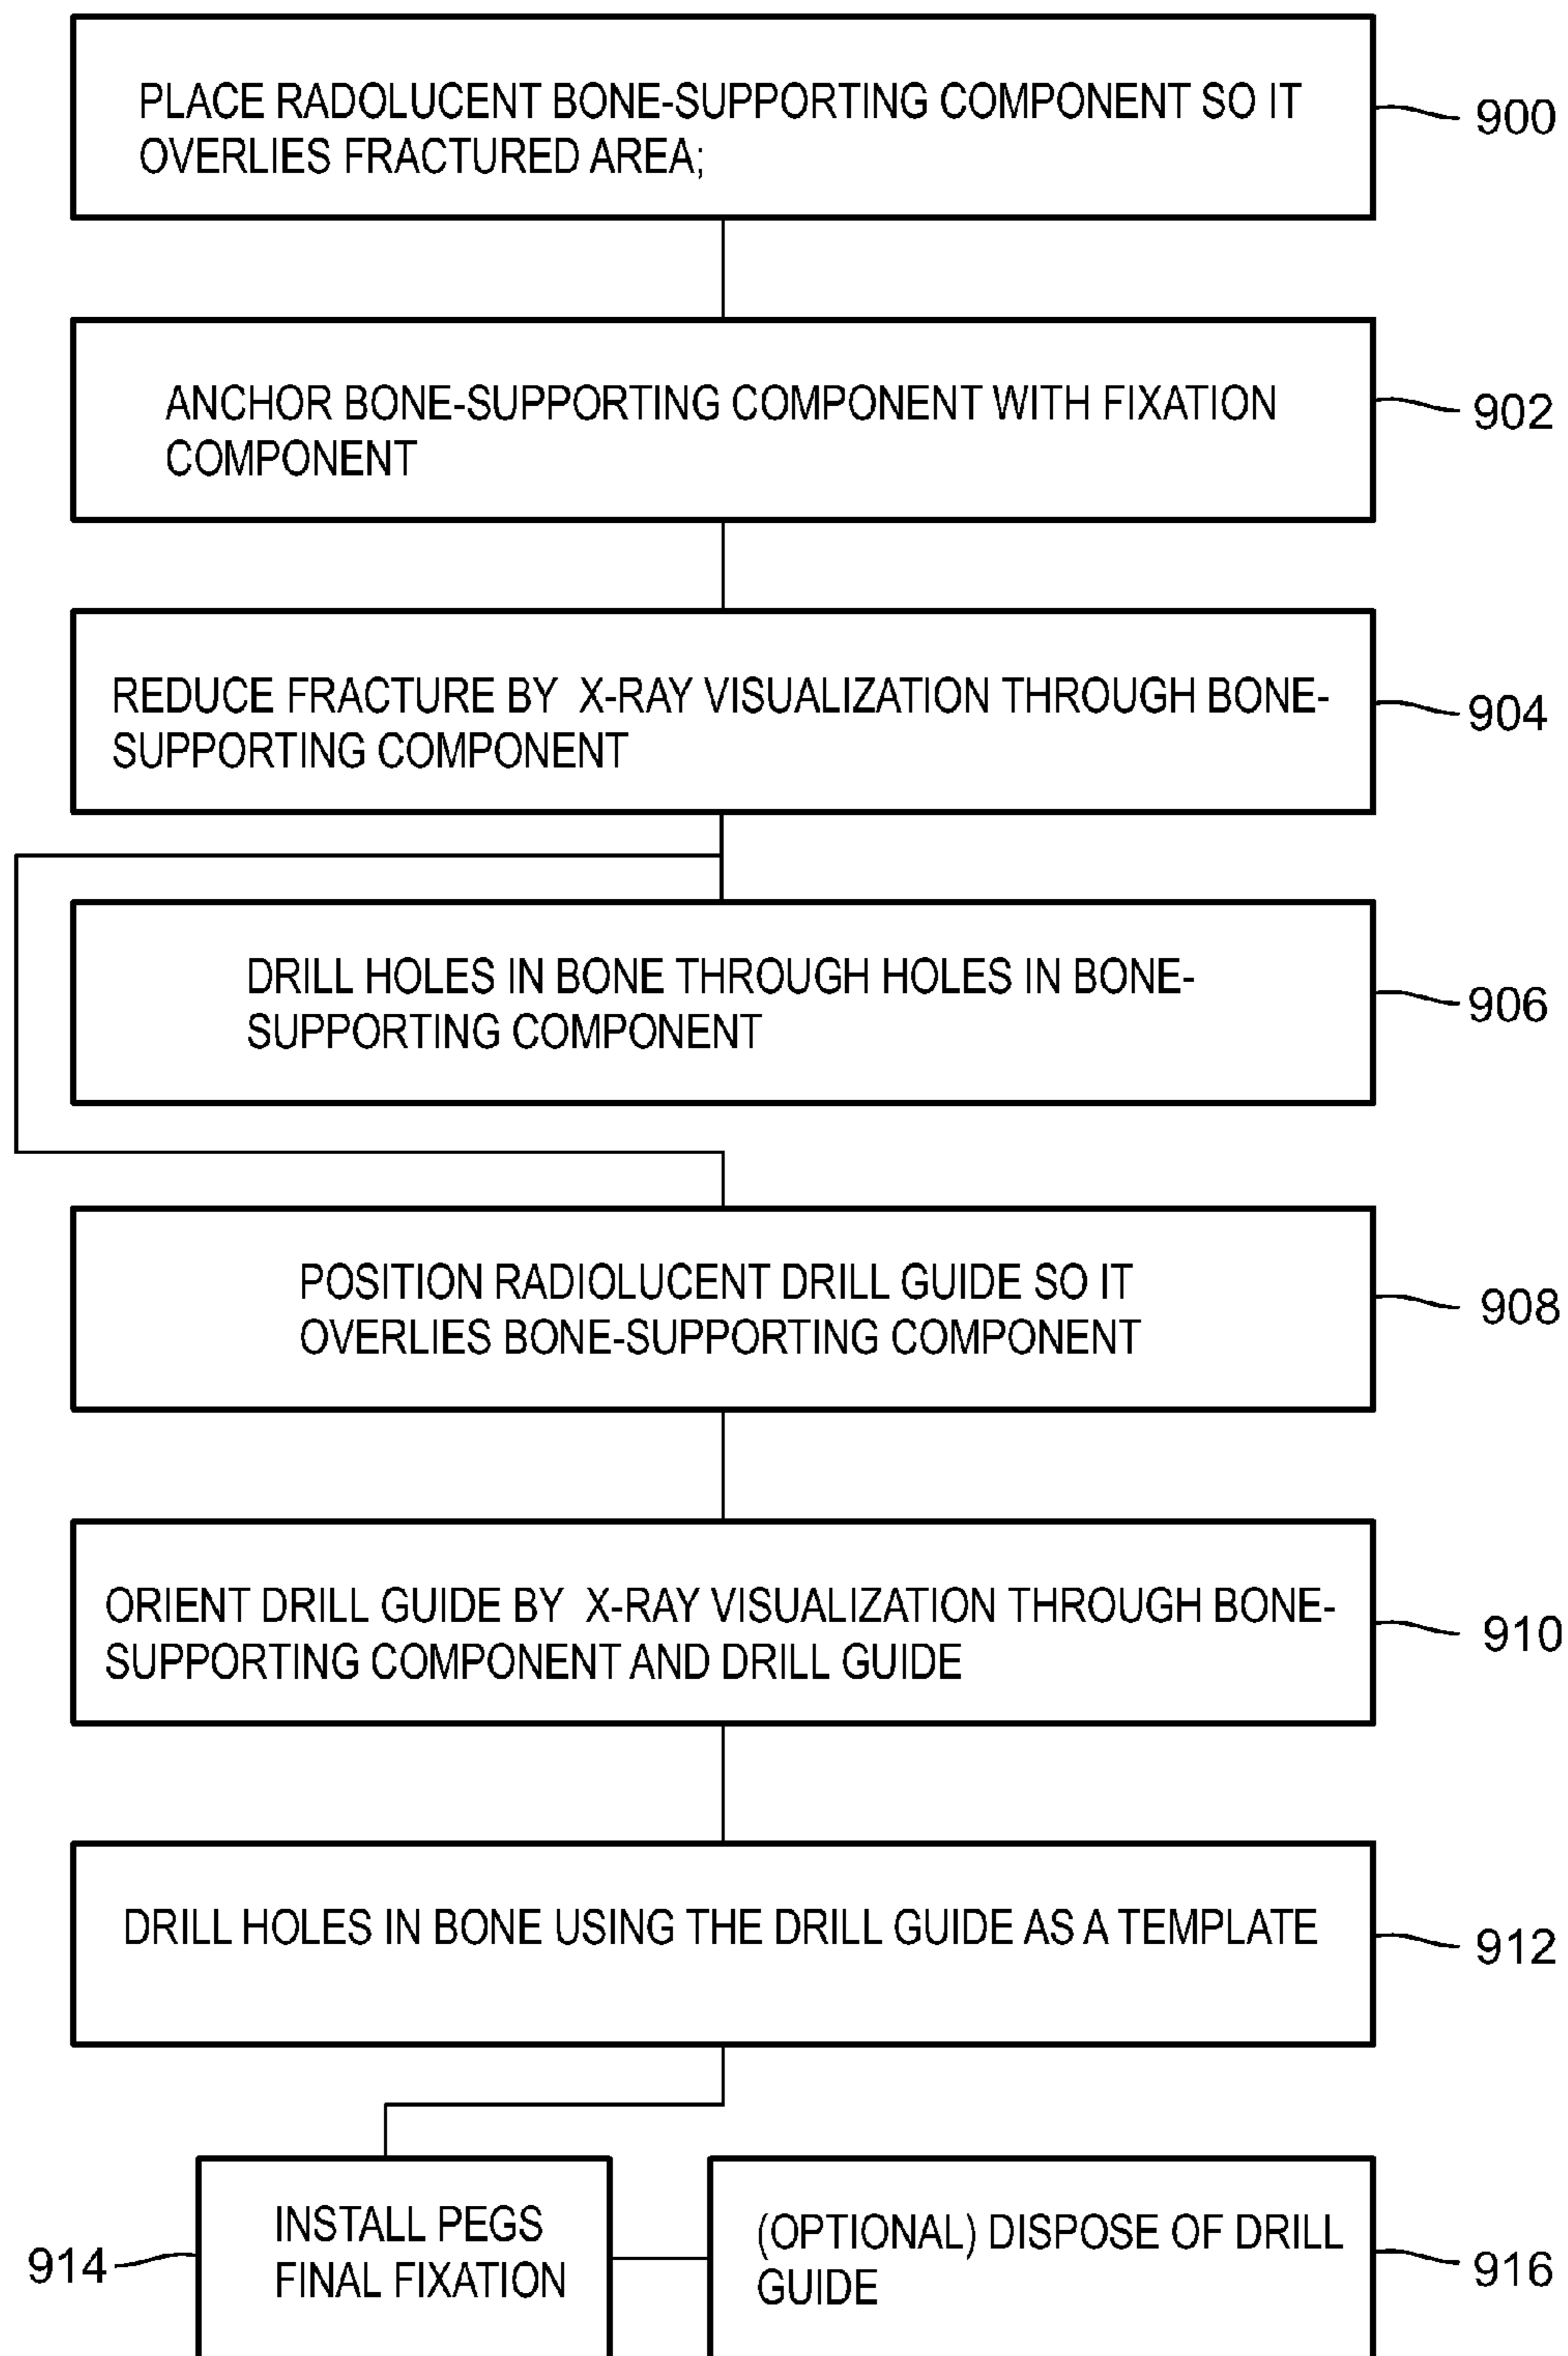 PLACE RADOLUCENT BONE-SUPPORTING COMPONENT SO IT
OVERLIES FRACTURED AREA;
900
ANCHOR BONE-SUPPORTING COMPONENT WITH FIXATION
COMPONENT
902
REDUCE FRACTURE BY X-RAY VISUALIZATION THROUGH BONE-
SUPPORTING COMPONENT
904
DRILL HOLES IN BONE THROUGH HOLES IN BONE-
SUPPORTING COMPONENT
906
POSITION RADIOLUCENT DRILL GUIDE SO IT
OVERLIES BONE-SUPPORTING COMPONENT
908
ORIENT DRILL GUIDE BY X-RAY VISUALIZATION THROUGH BONE-
SUPPORTING COMPONENT AND DRILL GUIDE
910
DRILL HOLES IN BONE USING THE DRILL GUIDE AS A TEMPLATE
912
914
INSTALL PEGS
FINAL FIXATION
(OPTIONAL) DISPOSE OF DRILL
GUIDE
916